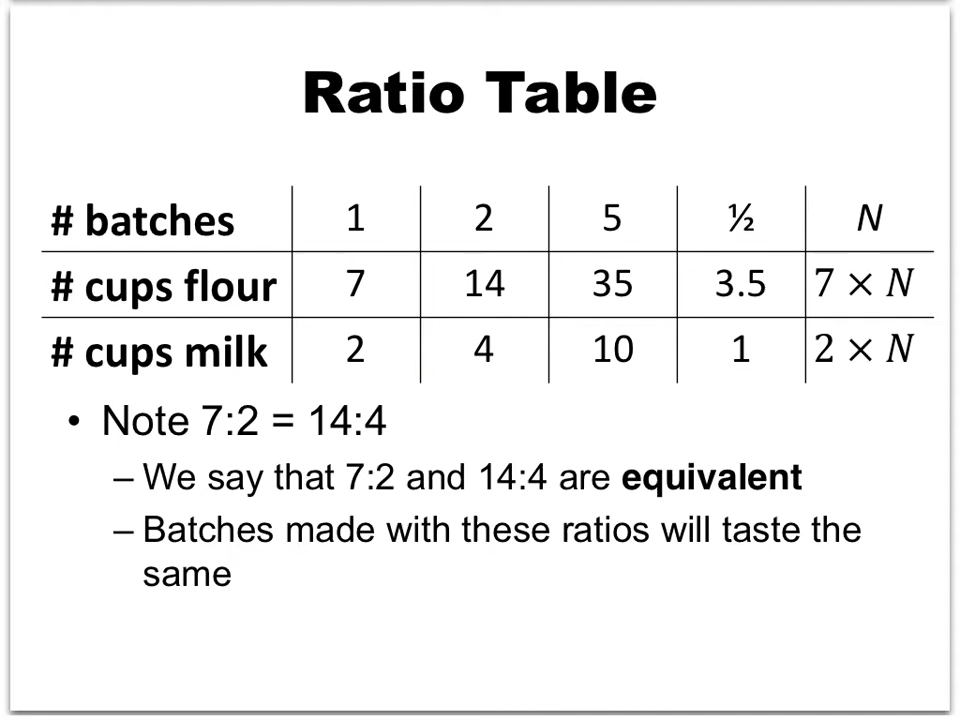 Ratio Table
# batches 1 2 5 ½ N
# cups flour 7 14 35 3.5 7 × N
# cups milk 2 4 10 1 2 × N
• Note 7:2 = 14:4
– We say that 7:2 and 14:4 are equivalent
– Batches made with these ratios will taste the
same